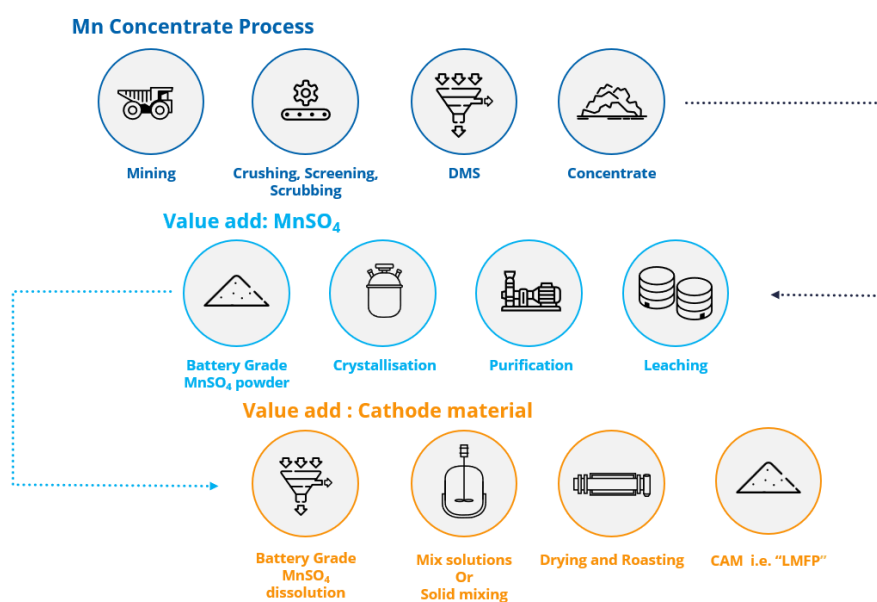 Mn Concentrate Process
Mining
Crushing, Screening,
Scrubbing
DMS
Concentrate
Value add: MnSO₄
Battery Grade
MnSO₄ powder
Crystallisation
Purification
Leaching
Value add : Cathode material
Battery Grade
MnSO₄
dissolution
Mix solutions
Or
Solid mixing
Drying and Roasting
CAM i.e. “LMFP”